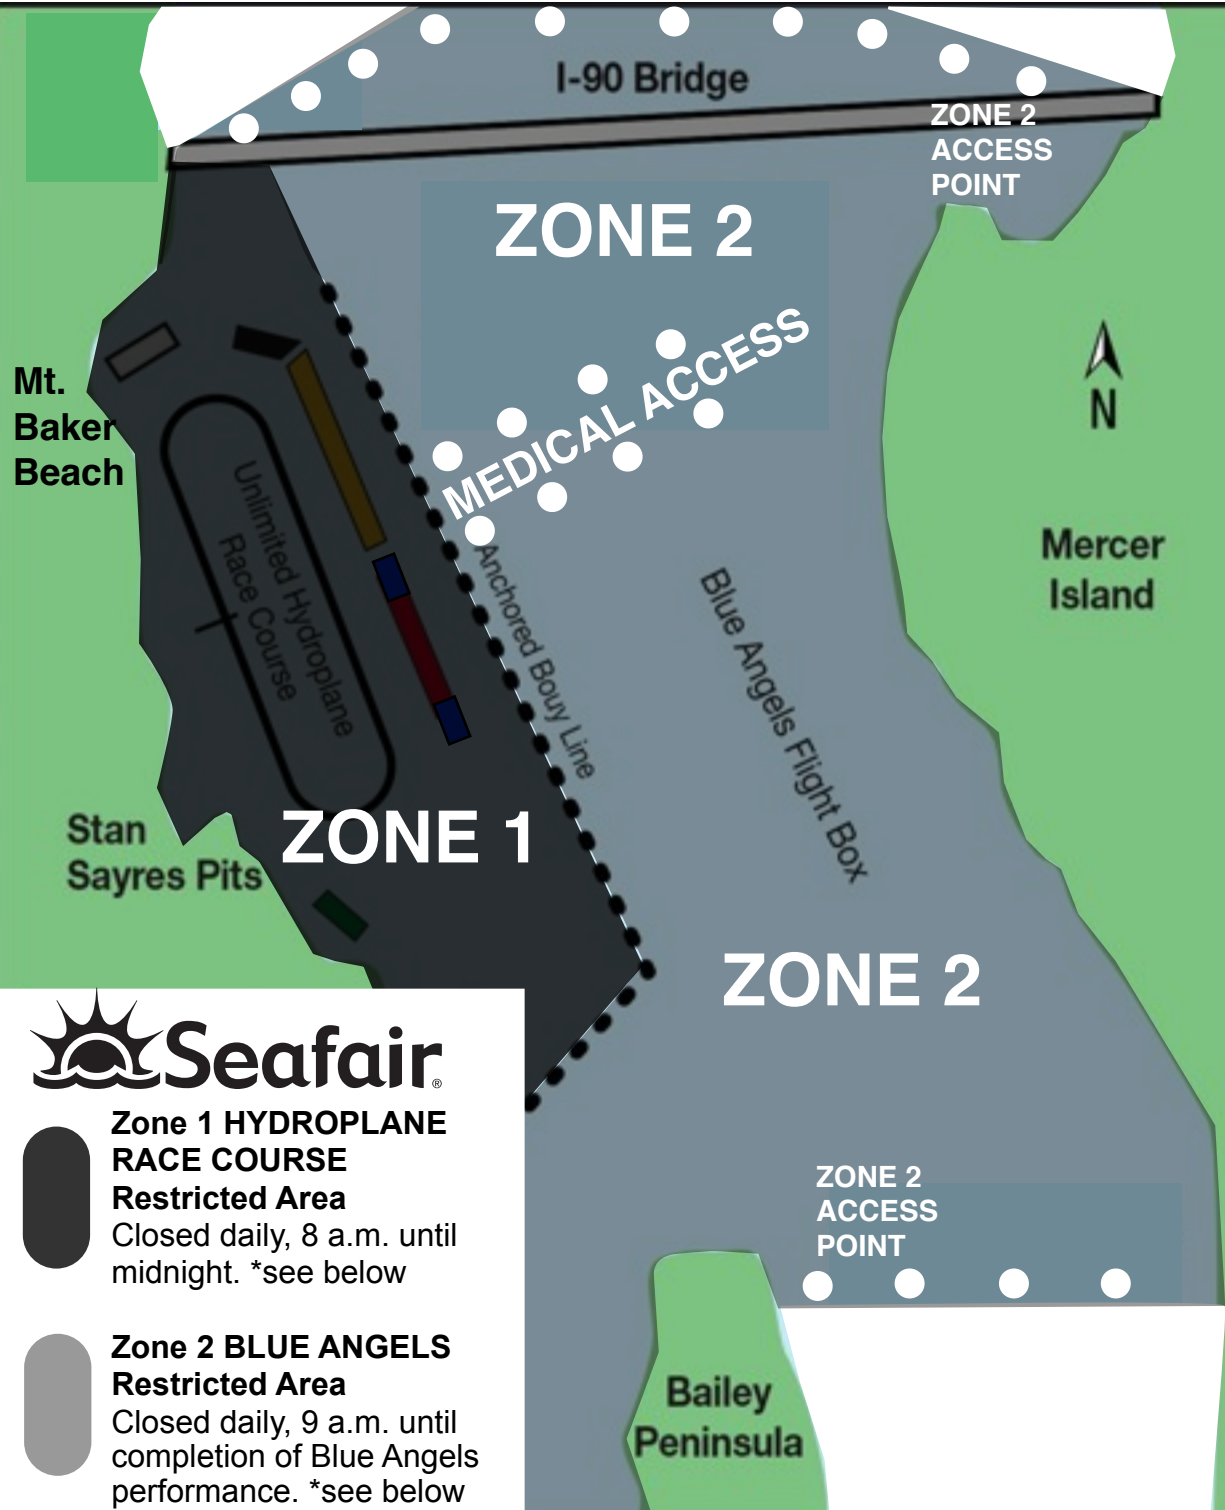 I-90 Bridge
ZONE 2
ACCESS
POINT
ZONE 2
MEDICAL ACCESS
Mt.
Baker
Beach
N
Unlimited Hydroplane
Race Course
Anchored Bouy Line
Blue Angels Flight Box
Mercer
Island
ZONE 1
Stan
Sayres Pits
ZONE 2
Seafair®
Zone 1 HYDROPLANE
RACE COURSE
Restricted Area
Closed daily, 8 a.m. until
midnight. *see below
Zone 2 BLUE ANGELS
Restricted Area
Closed daily, 9 a.m. until
completion of Blue Angels
performance. *see below
ZONE 2
ACCESS
POINT
Bailey
Peninsula